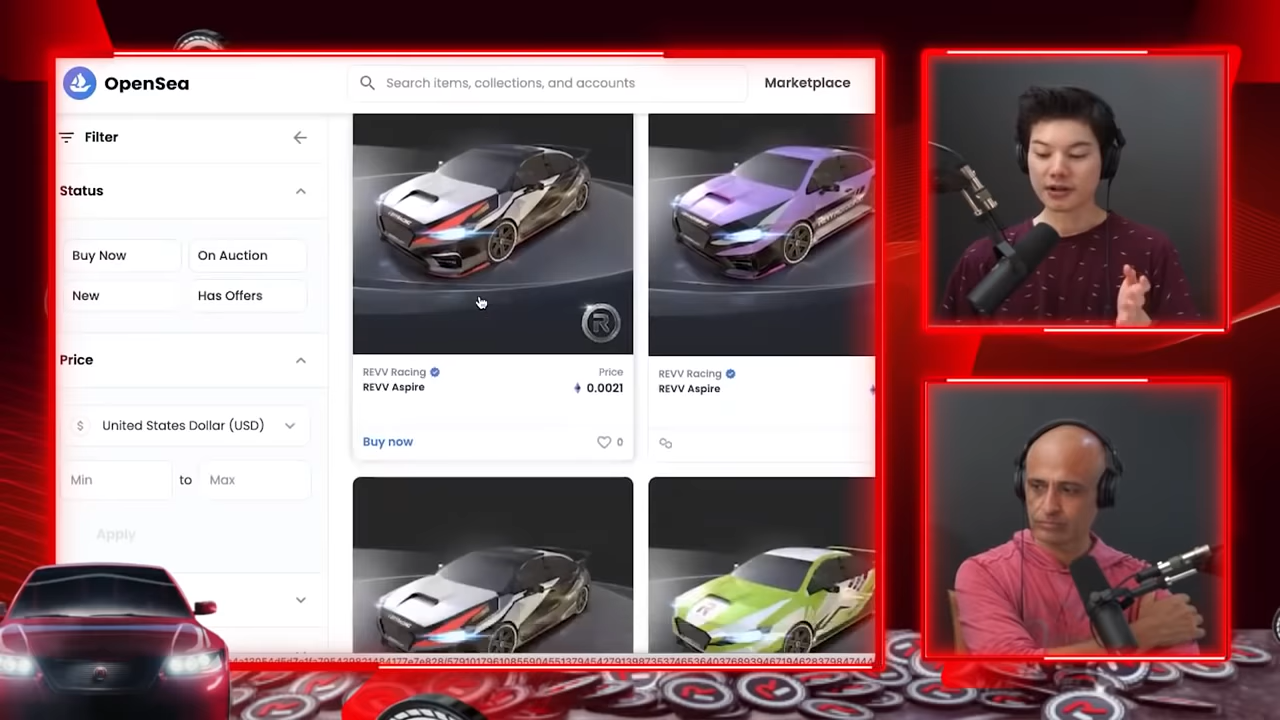 OpenSea
Search items, collections, and accounts
Marketplace
Filter
Status
Buy Now
On Auction
New
Has Offers
Price
$ United States Dollar (USD)
Min
to
Max
Apply
R
REVV Racing
Price
REVV Aspire
0.0021
Buy now
0
REVV Racing
REVV Aspire